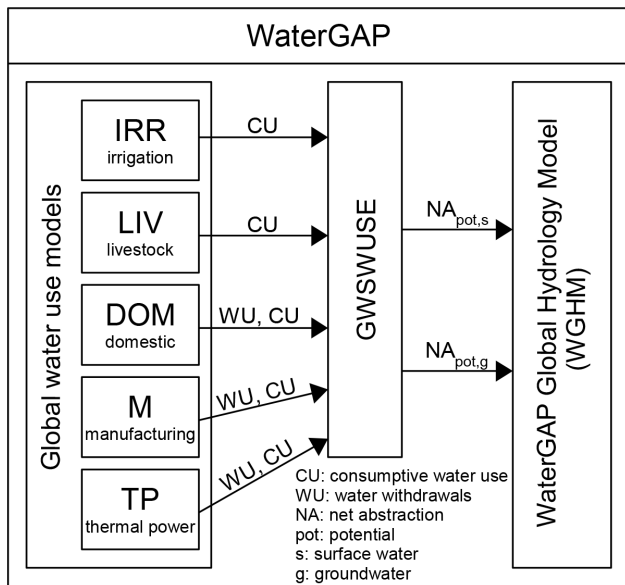 WaterGAP
Global water use models
IRR
irrigation
CU
LIV
livestock
CU
DOM
domestic
WU, CU
M
manufacturing
WU, CU
TP
thermal power
WU, CU
GWSWUSE
NApot,s
NApot,g
WaterGAP Global Hydrology Model
(WGHM)
CU: consumptive water use
WU: water withdrawals
NA: net abstraction
pot: potential
s: surface water
g: groundwater